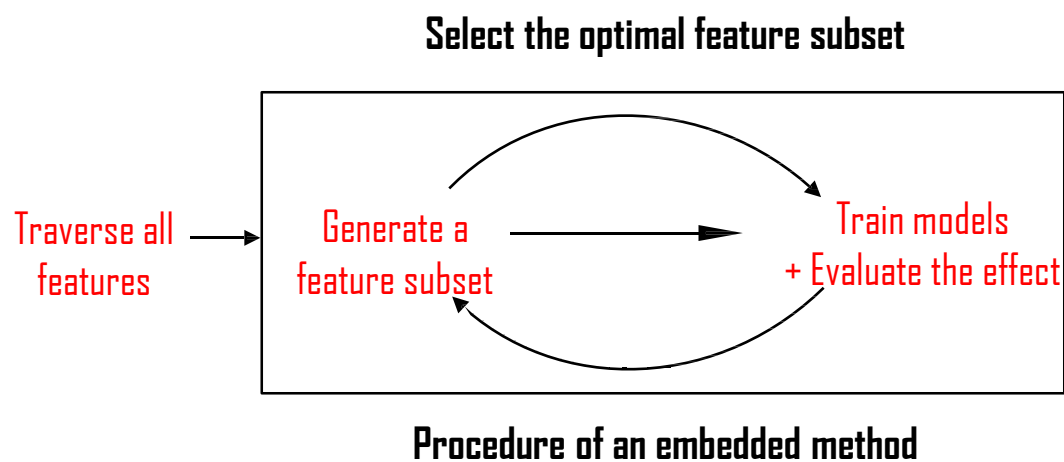 Select the optimal feature subset
Traverse all
features
Generate a
feature subset
Train models
+ Evaluate the effect
Procedure of an embedded method